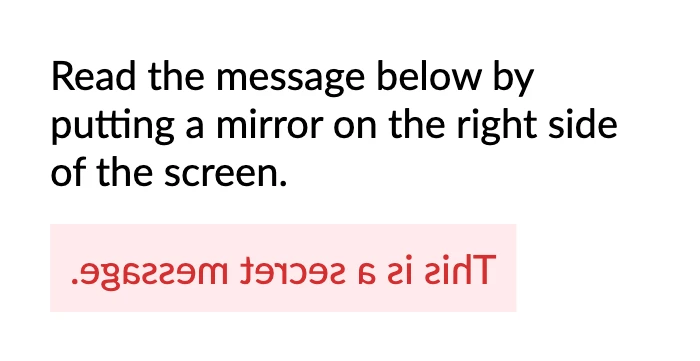 Read the message below by
putting a mirror on the right side
of the screen.
This is a secret message.